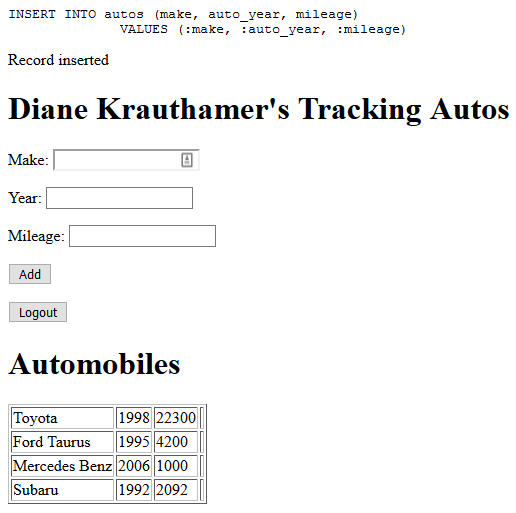 INSERT INTO autos (make, auto_year, mileage)
VALUES (:make, :auto_year, :mileage)
Record inserted
Diane Krauthamer's Tracking Autos
Make:
Year:
Mileage:
Add
Logout
Automobiles
Toyota 1998 22300
Ford Taurus 1995 4200
Mercedes Benz 2006 1000
Subaru 1992 2092